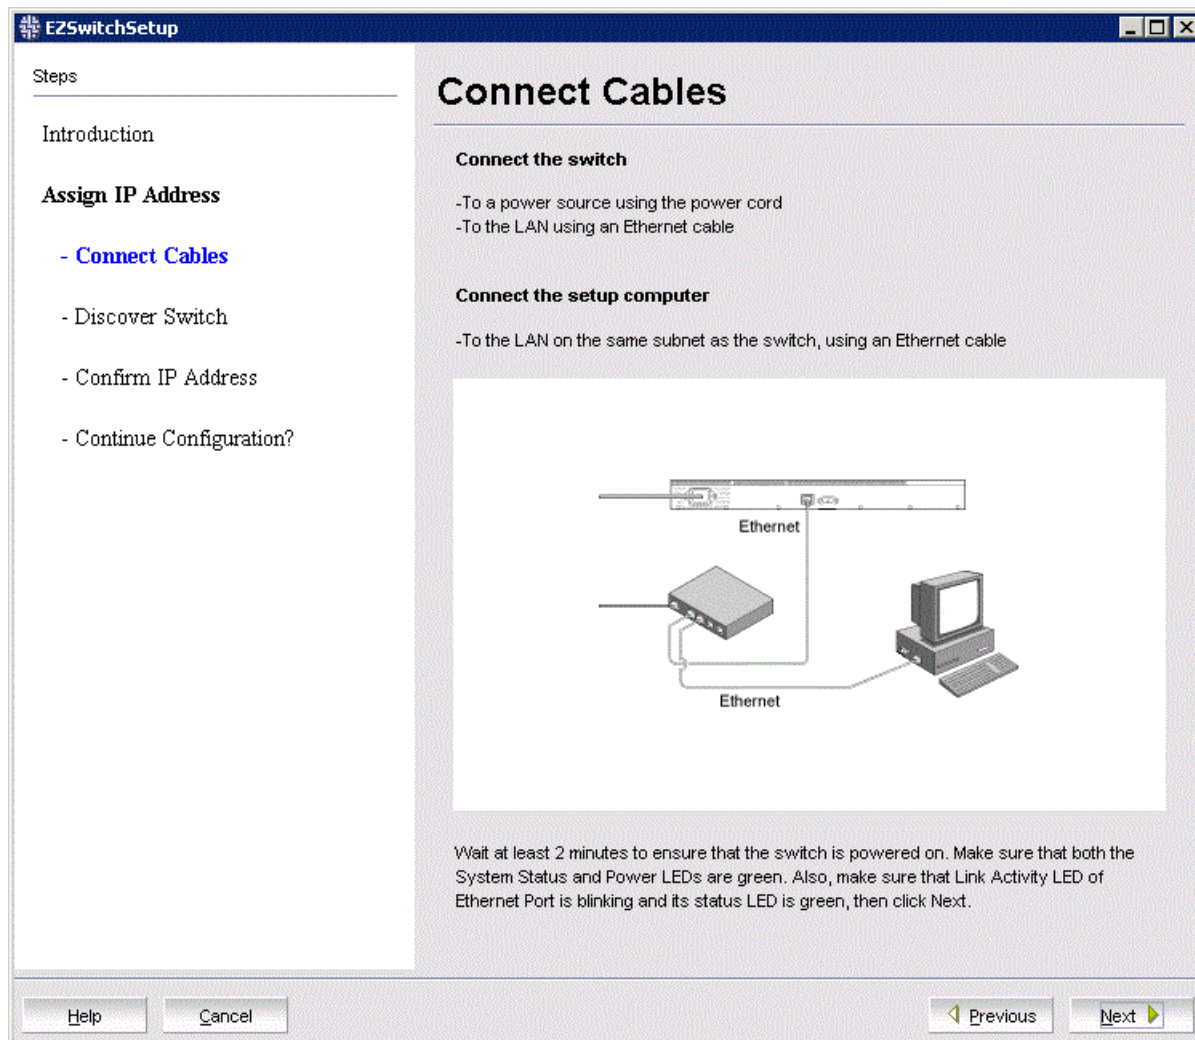 EZSwitchSetup
Steps
Introduction
Assign IP Address
- Connect Cables
- Discover Switch
- Confirm IP Address
- Continue Configuration?
Connect Cables
Connect the switch
-To a power source using the power cord
-To the LAN using an Ethernet cable
Connect the setup computer
-To the LAN on the same subnet as the switch, using an Ethernet cable
Ethernet
Ethernet
Wait at least 2 minutes to ensure that the switch is powered on. Make sure that both the
System Status and Power LEDs are green. Also, make sure that Link Activity LED of
Ethernet Port is blinking and its status LED is green, then click Next.
Help
Cancel
Previous
Next